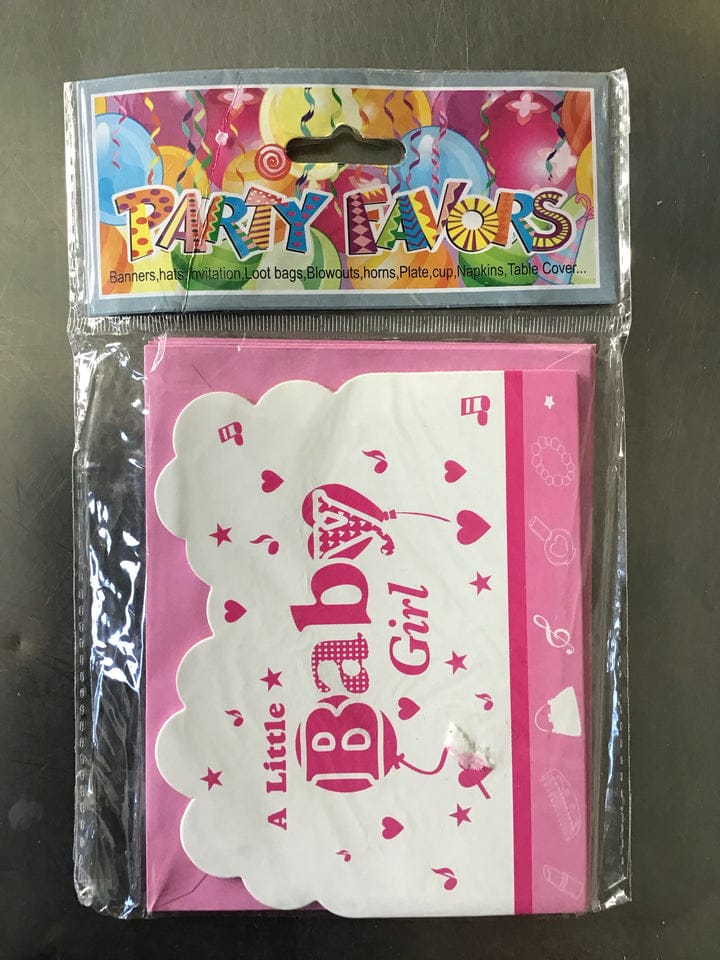 PARTY FAVORS
Banners,hats,Invitation,Loot bags,Blowouts,horns,Plate,cup,Napkins,Table Cover...
A Little
Baby
Girl